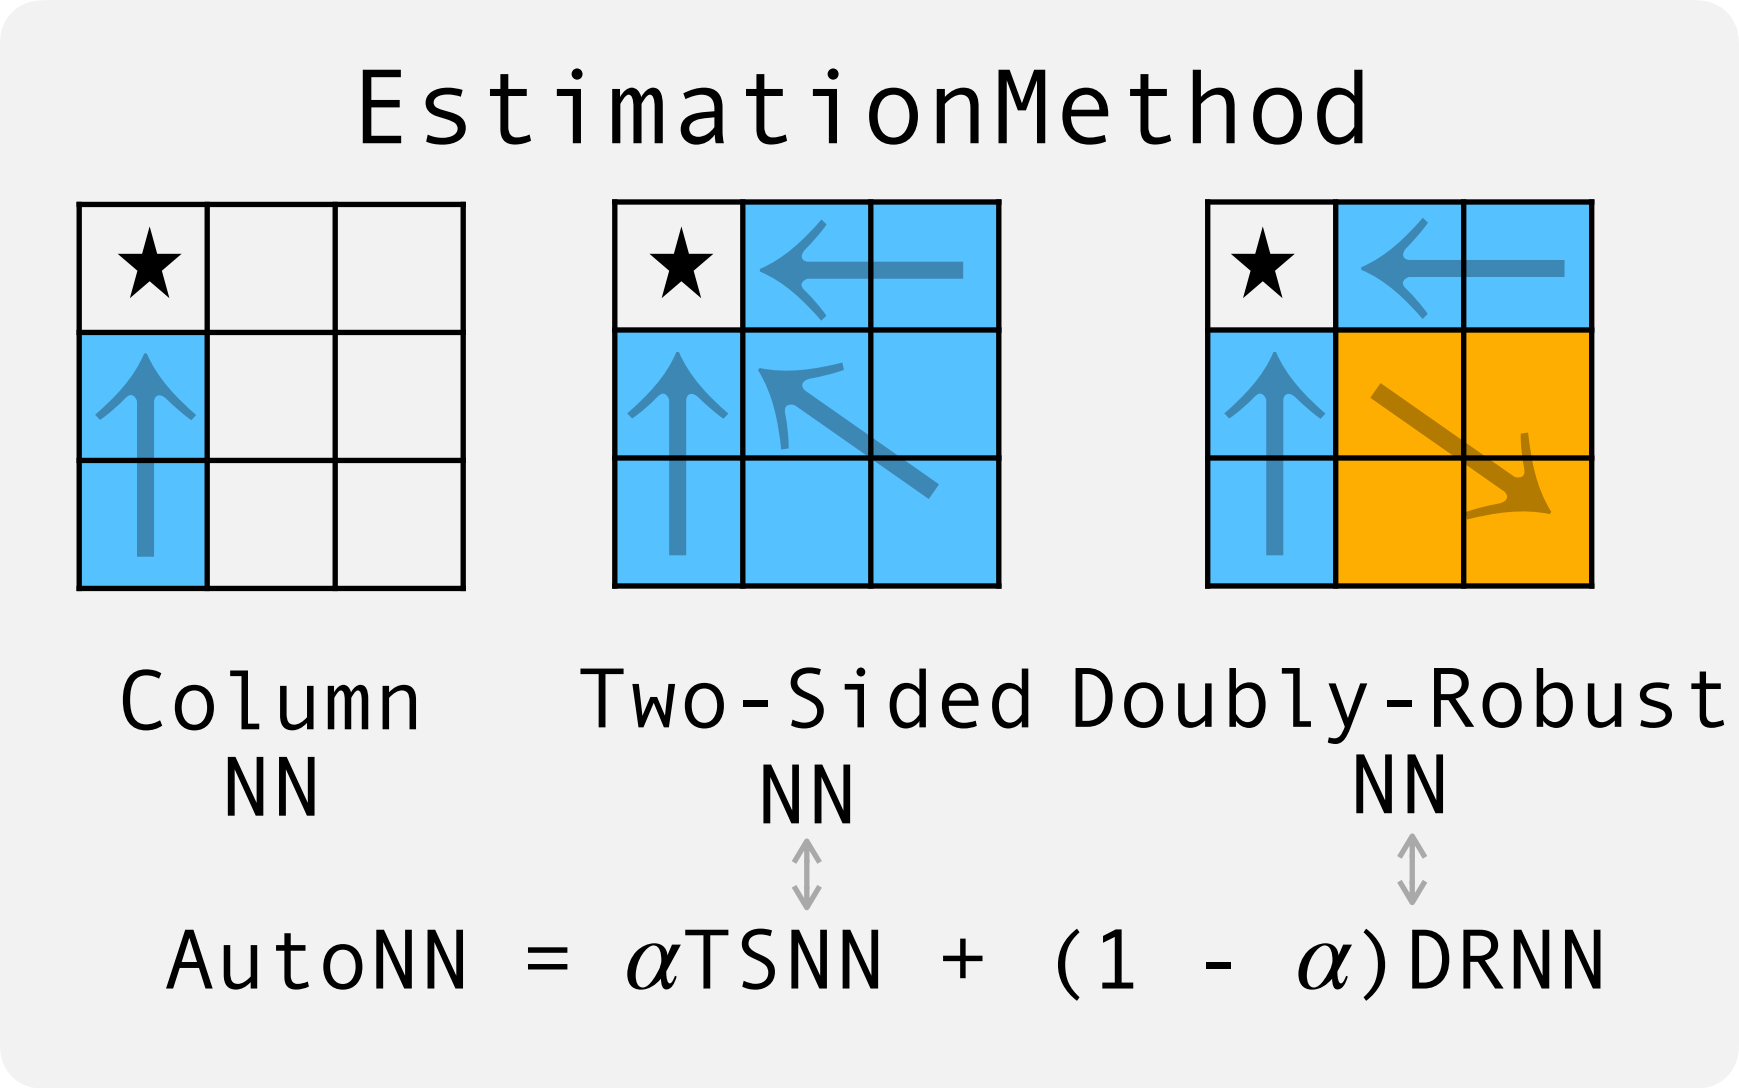 EstimationMethod
Column
NN
Two-Sided
NN
Doubly-Robust
NN
AutoNN = αTSNN + (1 - α)DRNN